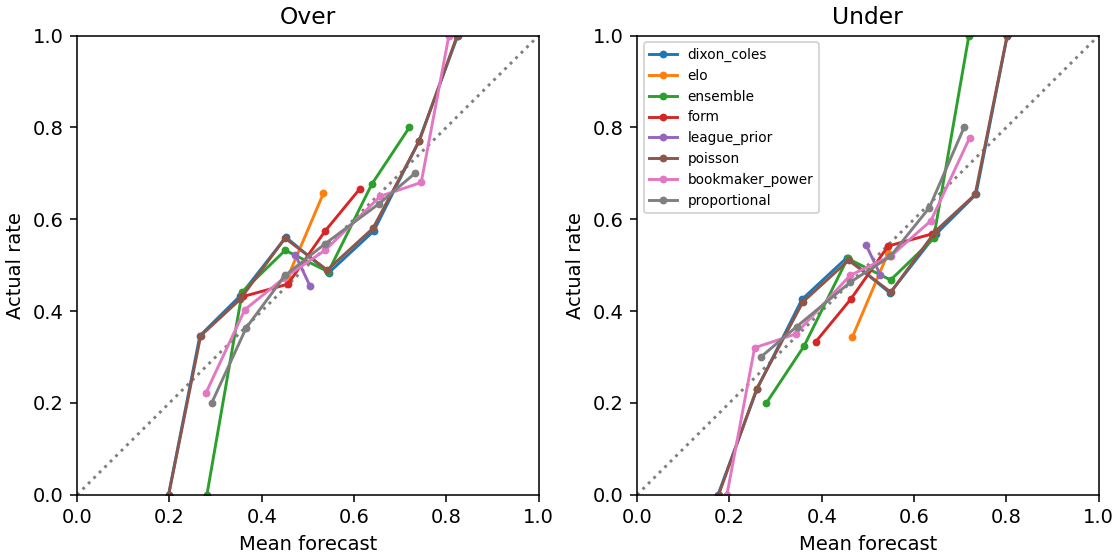 Over
Under
1.0
0.8
0.6
0.4
0.2
0.0
Actual rate
0.0 0.2 0.4 0.6 0.8 1.0
Mean forecast
1.0
0.8
0.6
0.4
0.2
0.0
Actual rate
dixon_coles
elo
ensemble
form
league_prior
poisson
bookmaker_power
proportional
0.0 0.2 0.4 0.6 0.8 1.0
Mean forecast